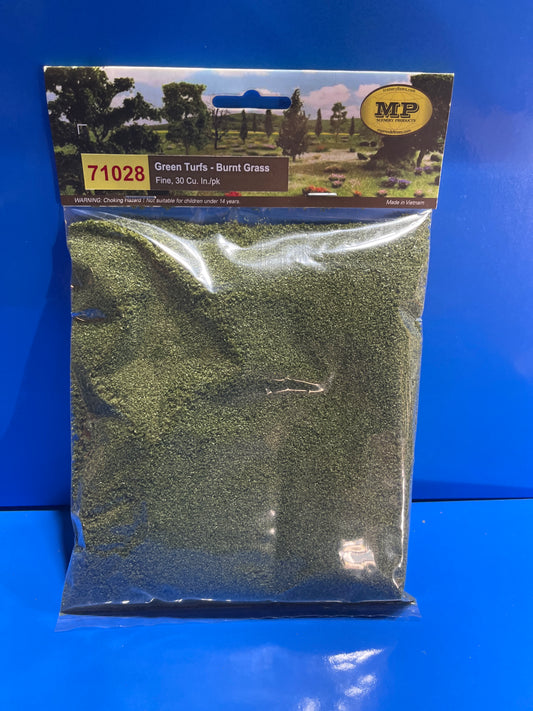 MP
SCENERY PRODUCTS
71028
Green Turfs - Burnt Grass
Fine, 30 Cu. In./pk
WARNING: Choking Hazard ! Not suitable for children under 14 years.
Made in Vietnam